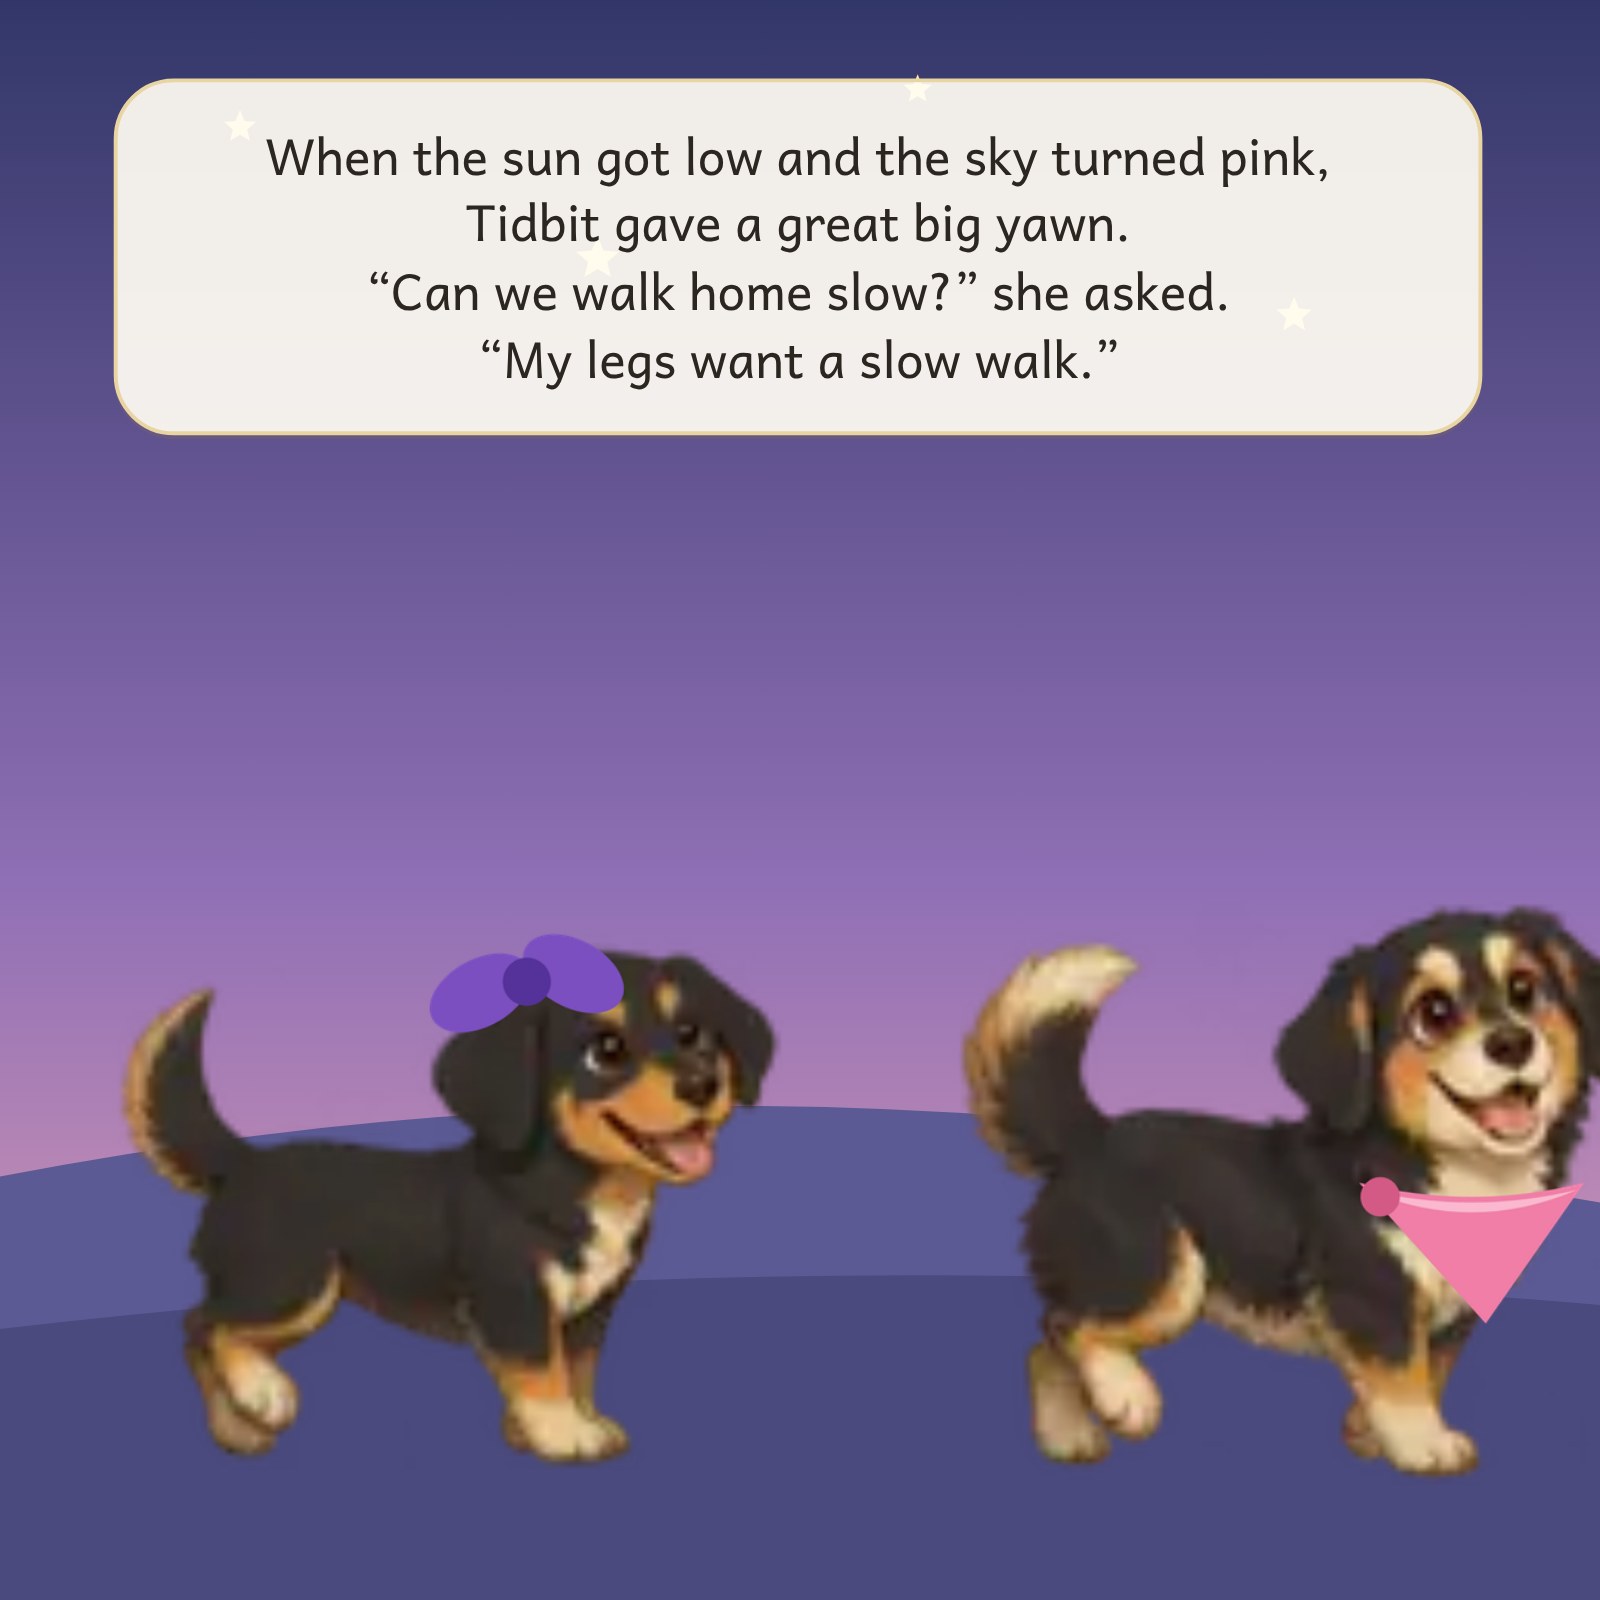 When the sun got low and the sky turned pink,
Tidbit gave a great big yawn.
“Can we walk home slow?” she asked.
“My legs want a slow walk.”